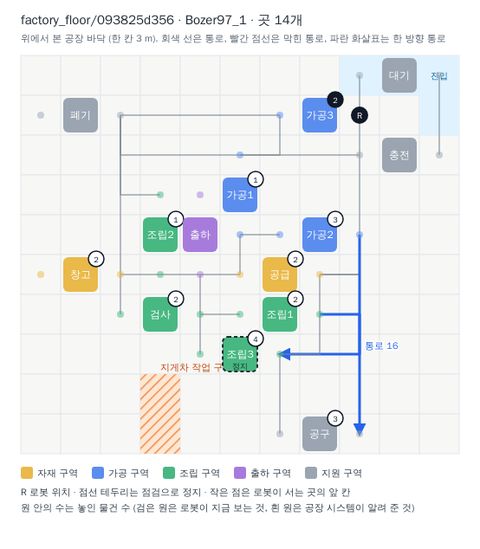 factory_floor/093825d356 · Bozer97_1 · 곳 14개
위에서 본 공장 바닥 (한 칸 3 m). 회색 선은 통로, 빨간 점선은 막힌 통로, 파란 화살표는 한 방향 통로
대기
전립
폐기
가공3
2
R
충전
가공1
1
조립2
1
출하
가공2
3
창고
2
공급
2
검사
2
조립1
2
조립3
4
정지
통로 16
지게차 작업 구
공구
3
자재 구역
가공 구역
조립 구역
출하 구역
지원 구역
R 로봇 위치 · 점선 테두리는 점검으로 정지 · 작은 점은 로봇이 서는 곳의 앞 칸
원 안의 수는 놓인 물건 수 (검은 원은 로봇이 지금 보는 것, 흰 원은 공장 시스템이 알려 준 것)